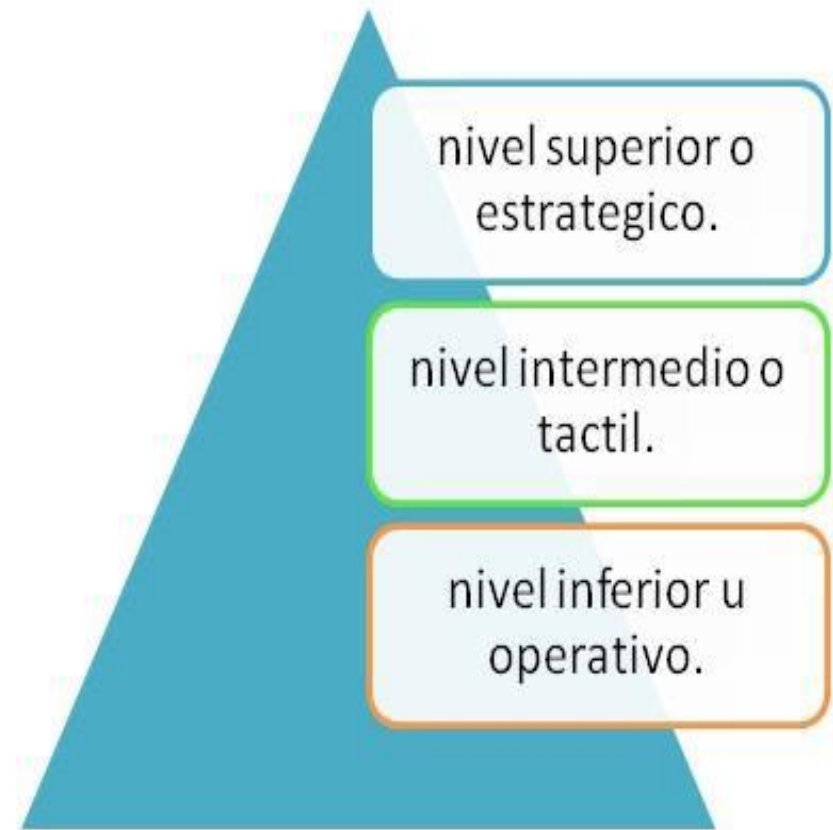 nivel superior o
estrategico.
nivel intermedio o
tactil.
nivel inferior u
operativo.